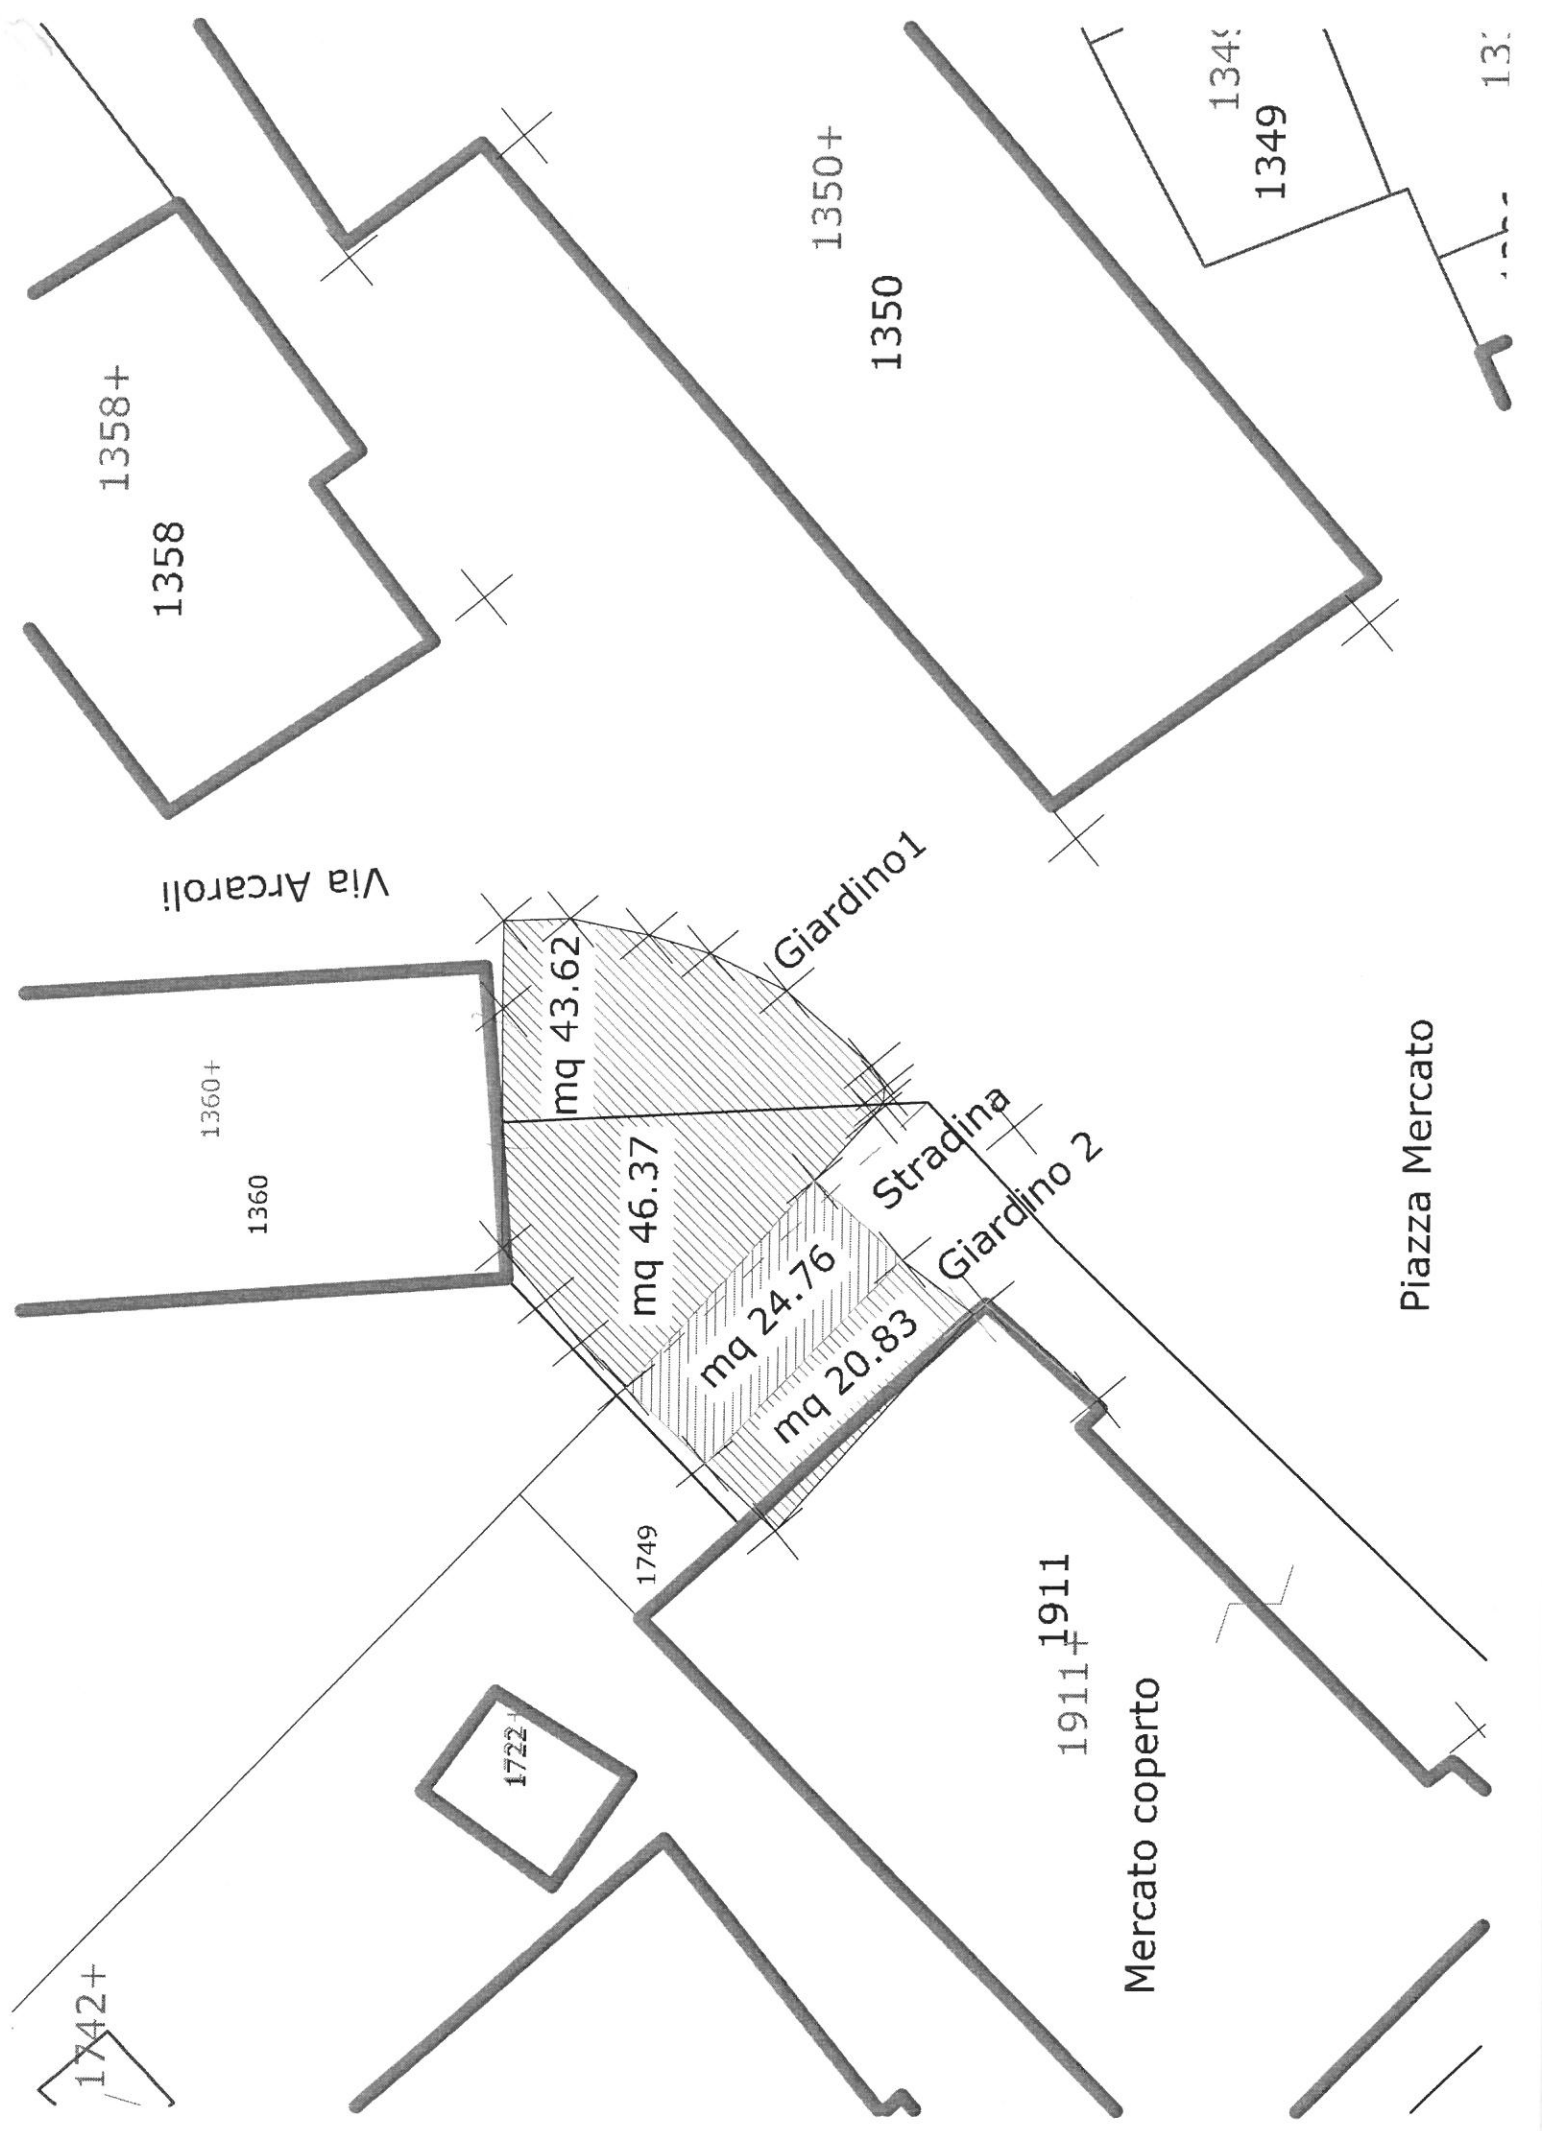 1742+
1722+
1749
1911
1911+
Mercato coperto
1360+
1360
Via Arcaroli
mq 43.62
mq 46.37
mq 24.76
mq 20.83
Giardino1
Stradina
Giardino 2
Piazza Mercato
1358+
1358
1350+
1350
1349